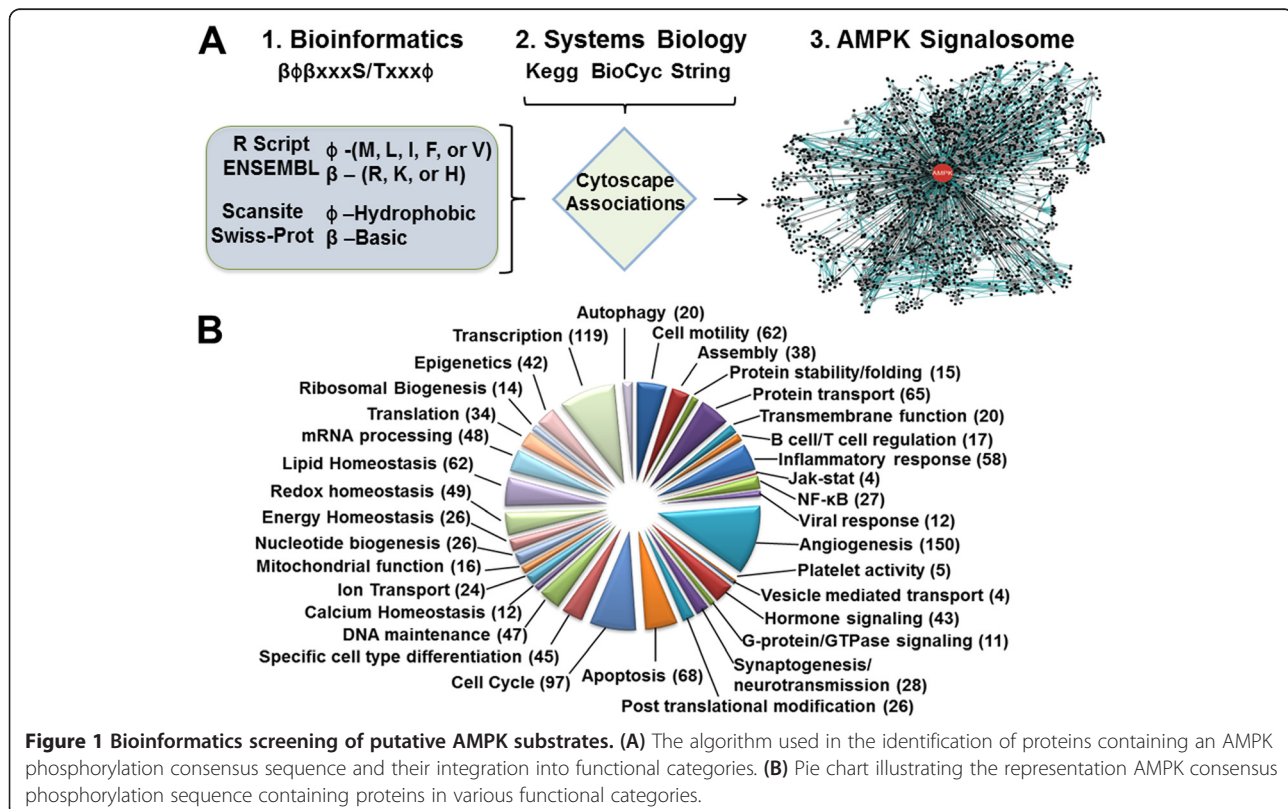 A
1. Bioinformatics
βϕβxxxS/Txxxϕ
2. Systems Biology
Kegg BioCyc String
3. AMPK Signalosome
R Script
ENSEMBL
ϕ -(M, L, I, F, or V)
β – (R, K, or H)
Scansite
Swiss-Prot
ϕ –Hydrophobic
β –Basic
Cytoscape
Associations
AMPK
B
Autophagy (20)
Cell motility (62)
Assembly (38)
Protein stability/folding (15)
Protein transport (65)
Transmembrane function (20)
B cell/T cell regulation (17)
Inflammatory response (58)
Jak-stat (4)
NF-κB (27)
Viral response (12)
Angiogenesis (150)
Platelet activity (5)
Vesicle mediated transport (4)
Hormone signaling (43)
G-protein/GTPase signaling (11)
Synaptogenesis/
neurotransmission (28)
Post translational modification (26)
Apoptosis (68)
Cell Cycle (97)
Specific cell type differentiation (45)
DNA maintenance (47)
Calcium Homeostasis (12)
Ion Transport (24)
Mitochondrial function (16)
Nucleotide biogenesis (26)
Energy Homeostasis (26)
Redox homeostasis (49)
Lipid Homeostasis (62)
mRNA processing (48)
Translation (34)
Ribosomal Biogenesis (14)
Epigenetics (42)
Transcription (119)
Figure 1 Bioinformatics screening of putative AMPK substrates. (A) The algorithm used in the identification of proteins containing an AMPK
phosphorylation consensus sequence and their integration into functional categories. (B) Pie chart illustrating the representation AMPK consensus
phosphorylation sequence containing proteins in various functional categories.